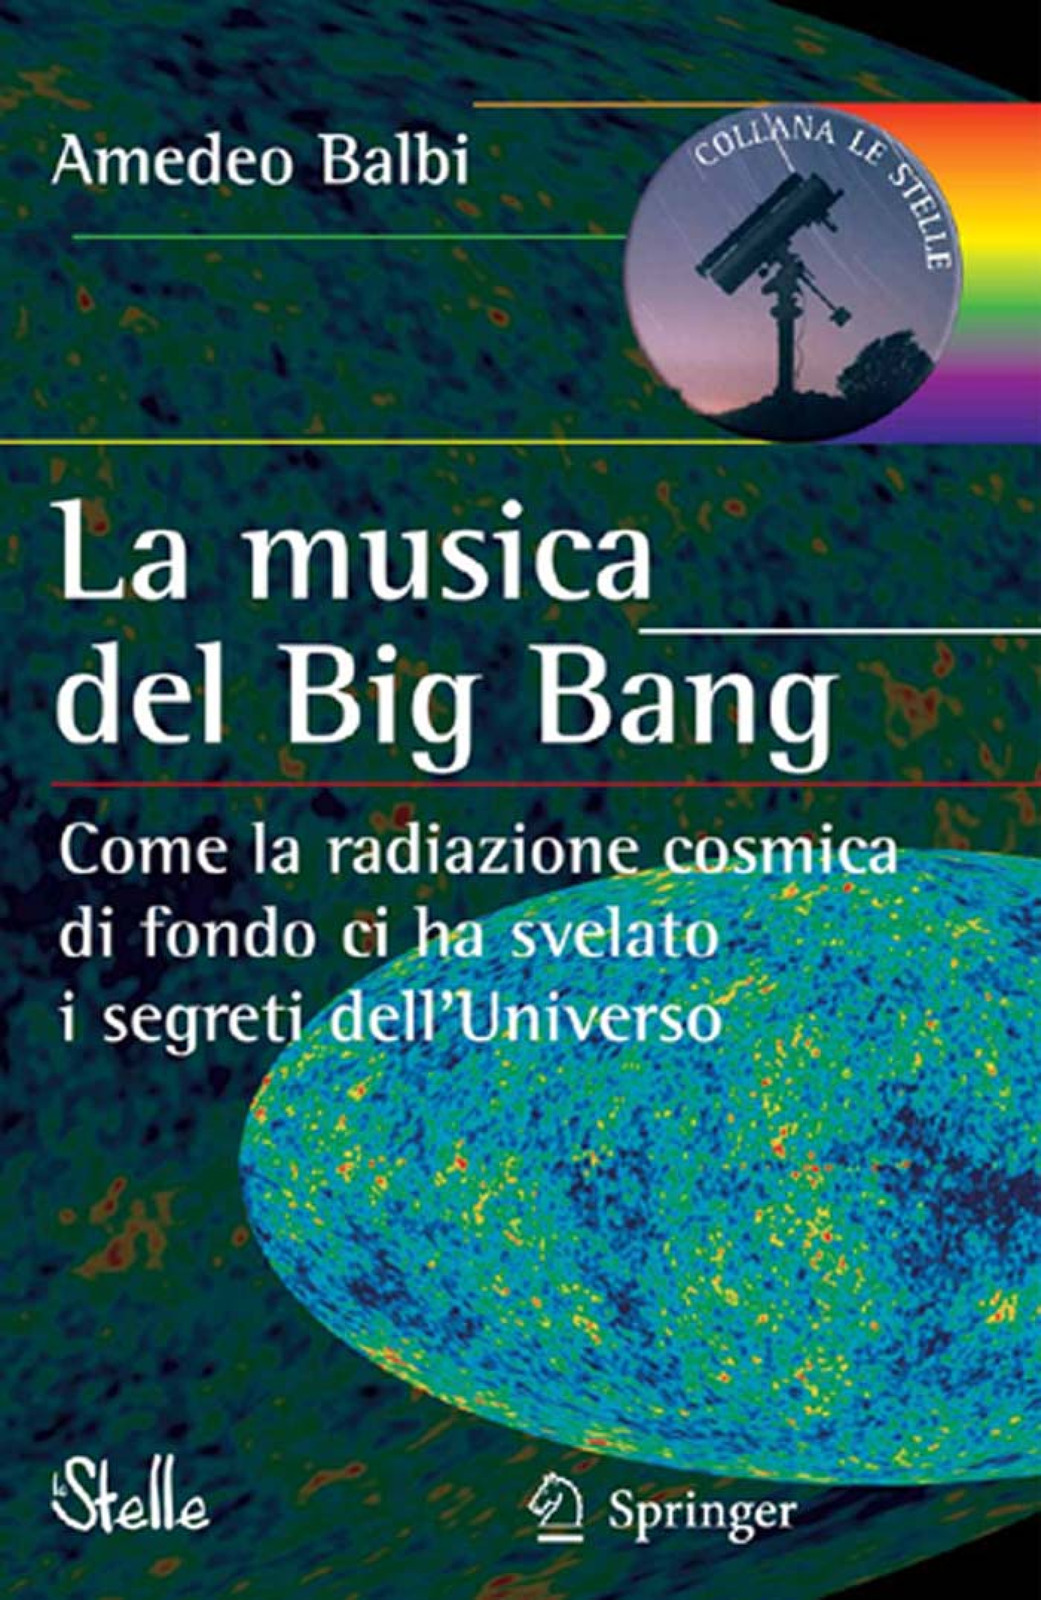 Amedeo Balbi
COLLANA LE STELLE
La musica
del Big Bang
Come la radiazione cosmica
di fondo ci ha svelato
i segreti dell'Universo
le Stelle
Springer